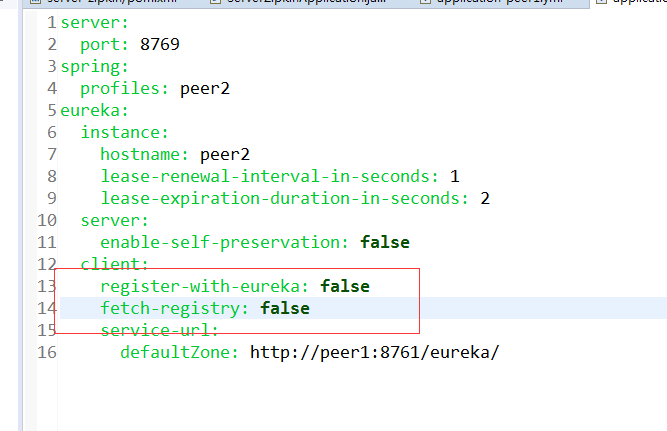 server:
port: 8769
spring:
profiles: peer2
eureka:
instance:
hostname: peer2
lease-renewal-interval-in-seconds: 1
lease-expiration-duration-in-seconds: 2
server:
enable-self-preservation: false
client:
register-with-eureka: false
fetch-registry: false
service-url:
defaultZone: http://peer1:8761/eureka/
1
2
3
4
5
6
7
8
9
10
11
12
13
14
15
16